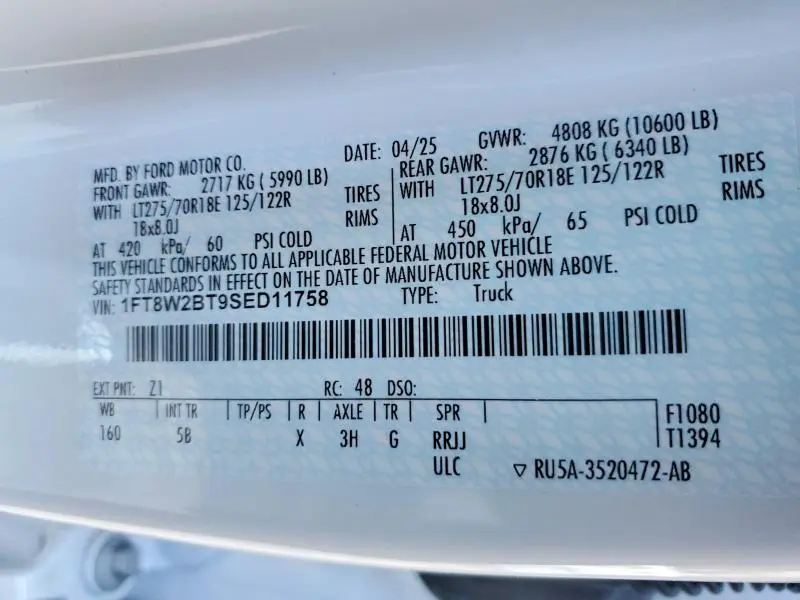 MFD. BY FORD MOTOR CO. DATE: 04/25 GVWR: 4808 KG (10600 LB)
FRONT GAWR: 2717 KG ( 5990 LB) REAR GAWR: 2876 KG ( 6340 LB)
WITH LT275/70R18E 125/122R TIRES WITH LT275/70R18E 125/122R TIRES
18x8.0J RIMS 18x8.0J RIMS
AT 420 kPa/ 60 PSI COLD AT 450 kPa/ 65 PSI COLD
THIS VEHICLE CONFORMS TO ALL APPLICABLE FEDERAL MOTOR VEHICLE
SAFETY STANDARDS IN EFFECT ON THE DATE OF MANUFACTURE SHOWN ABOVE.
VIN: 1FT8W2BT9SED11758 TYPE: Truck
EXT PNT: Z1 RC: 48 DSO:
WB INT TR TP/PS R AXLE TR SPR F1080
160 5B X 3H G RRJJ T1394
ULC ▽ RU5A-3520472-AB